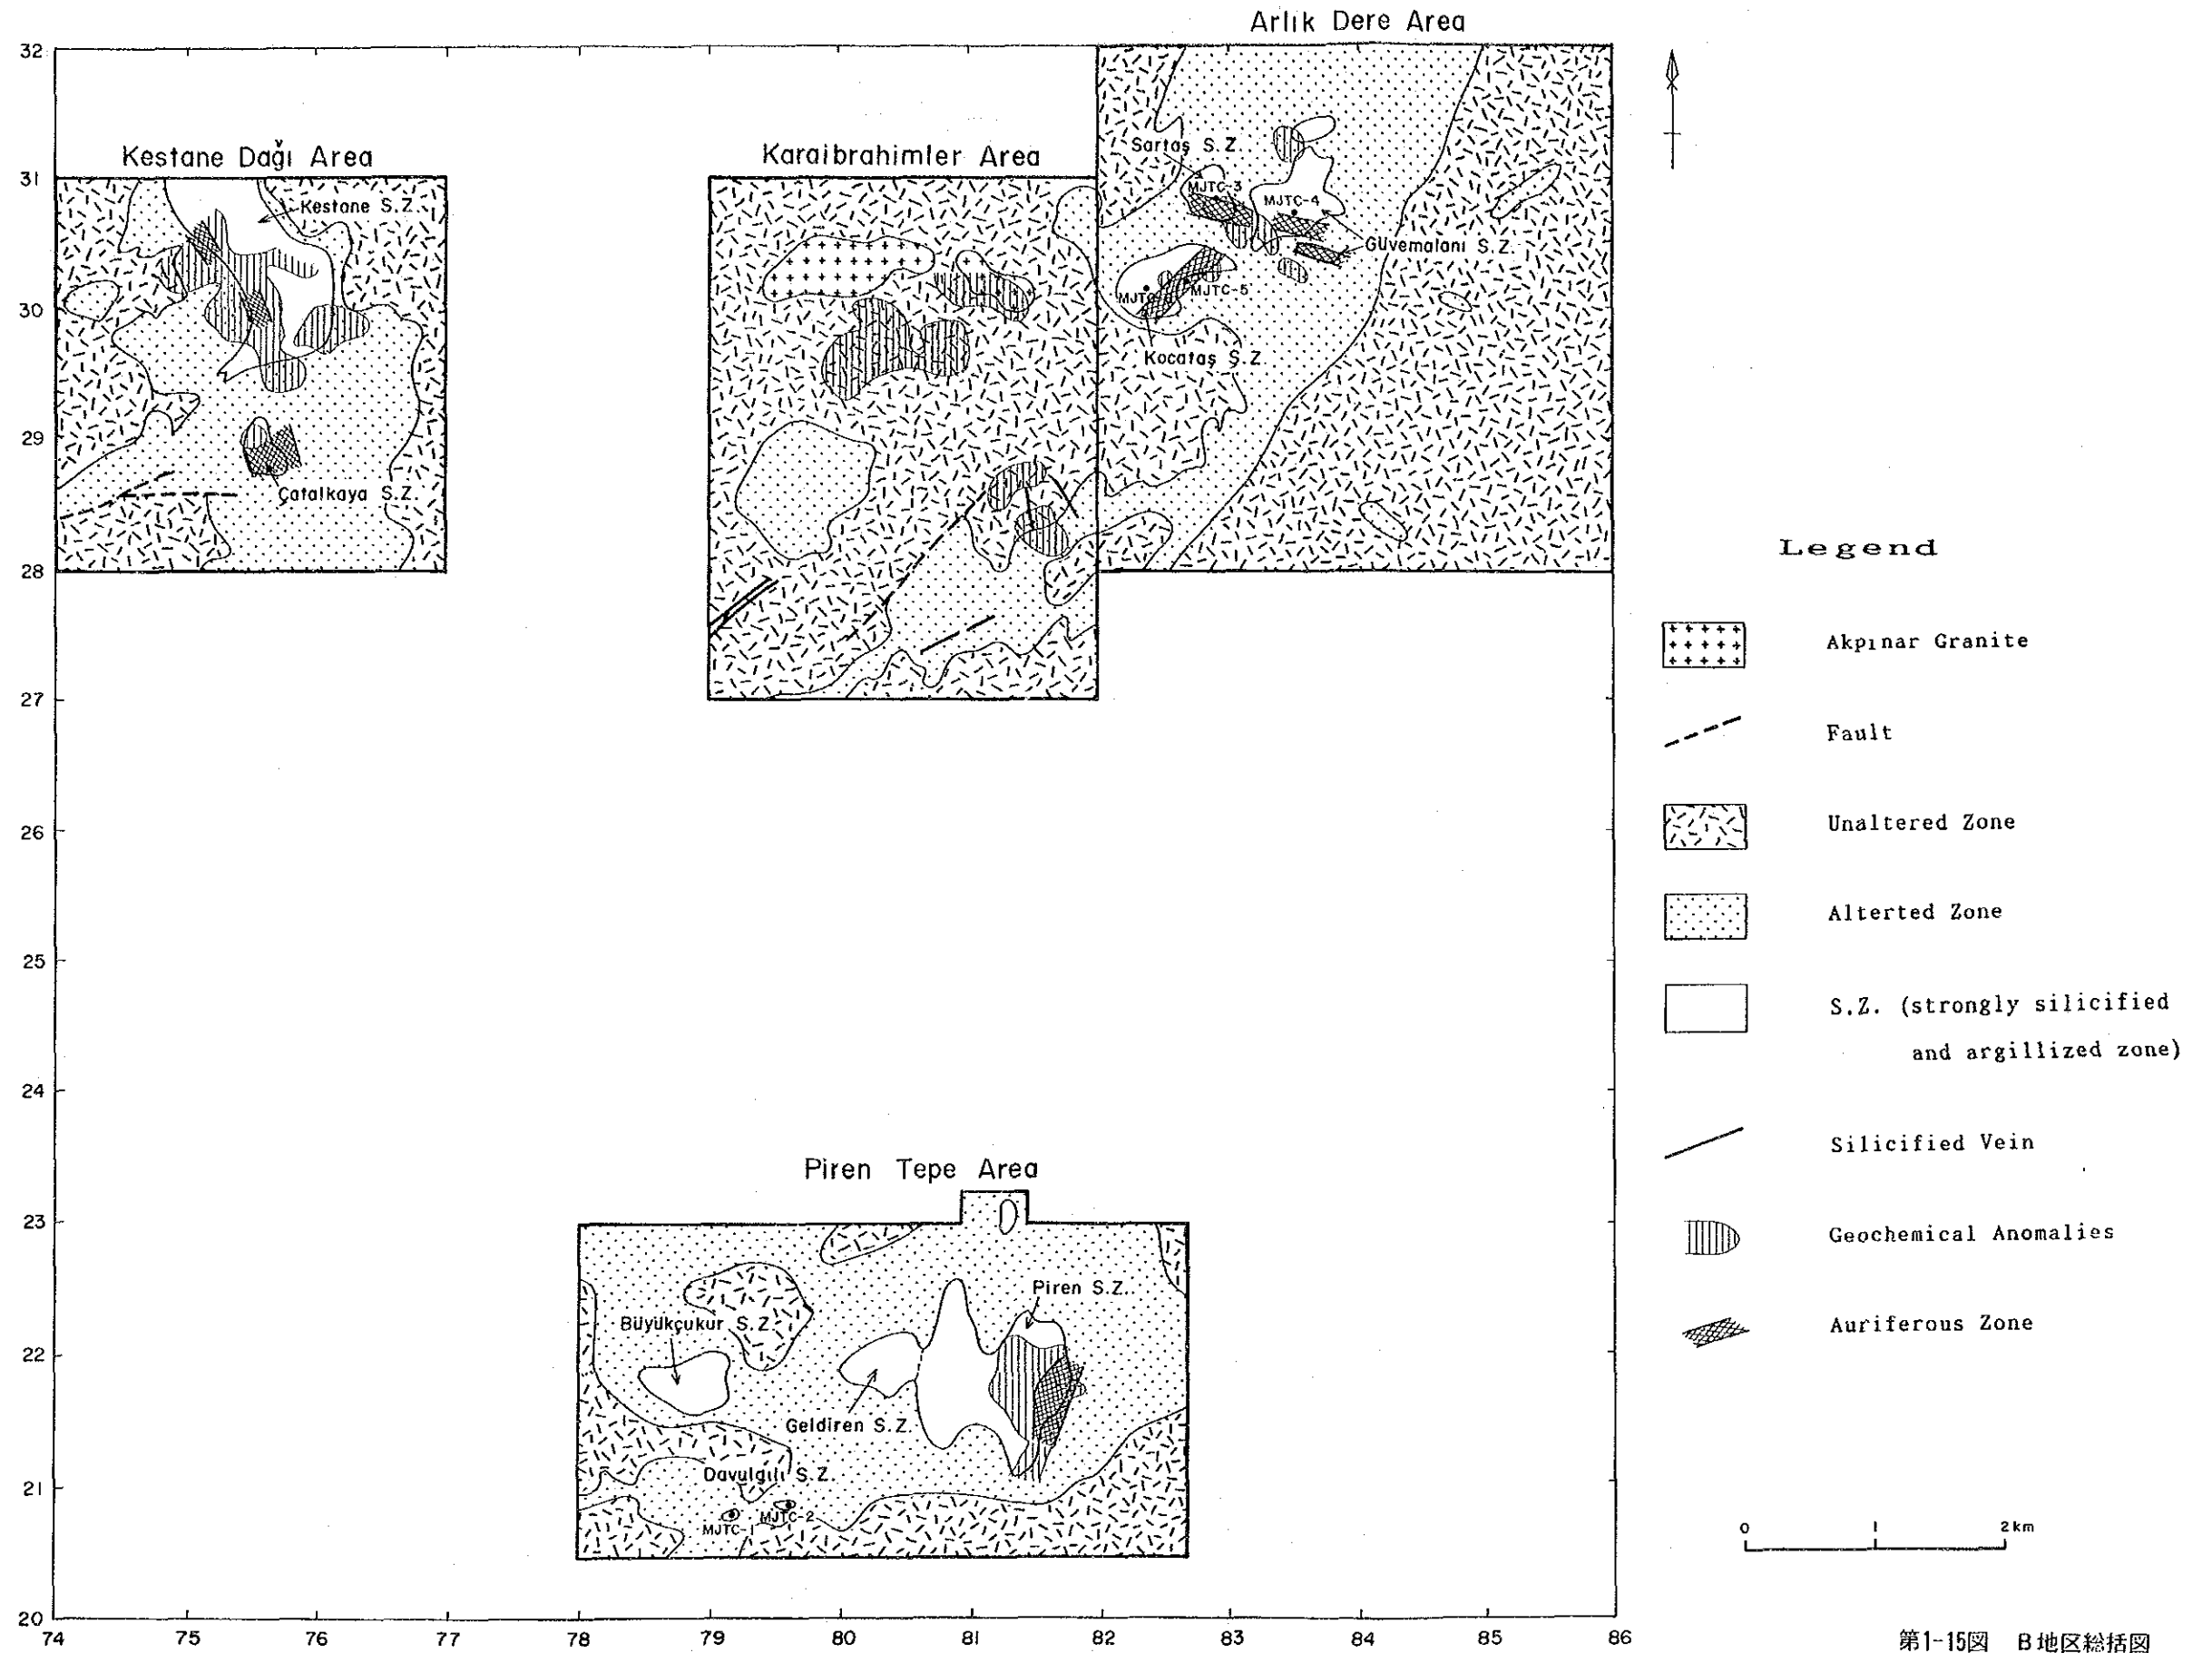 Arlık Dere Area
32
Sartaş S.Z.
Kestane Daği Area
Karaibrahimler Area
31
MJTC-3
MJTC-4
Kestane S.Z.
Güvemalanı S.Z.
MJTC-5
30
Kocataş S.Z
29
Çatalkaya S.Z.
28
Legend
Akpınar Granite
27
Fault
26
Unaltered Zone
Alterted Zone
25
S.Z. (strongly silicified
and argillized zone)
24
Silicified Vein
Piren Tepe Area
23
Geochemical Anomalies
Piren S.Z.
Büyükçukur S.Z.
Auriferous Zone
22
Geldiren S.Z.
Davulgılı S.Z.
21
MJTC-1 MJTC-2
0 1 2km
20
74 75 76 77 78 79 80 81 82 83 84 85 86
第1-15図 B地区総括図